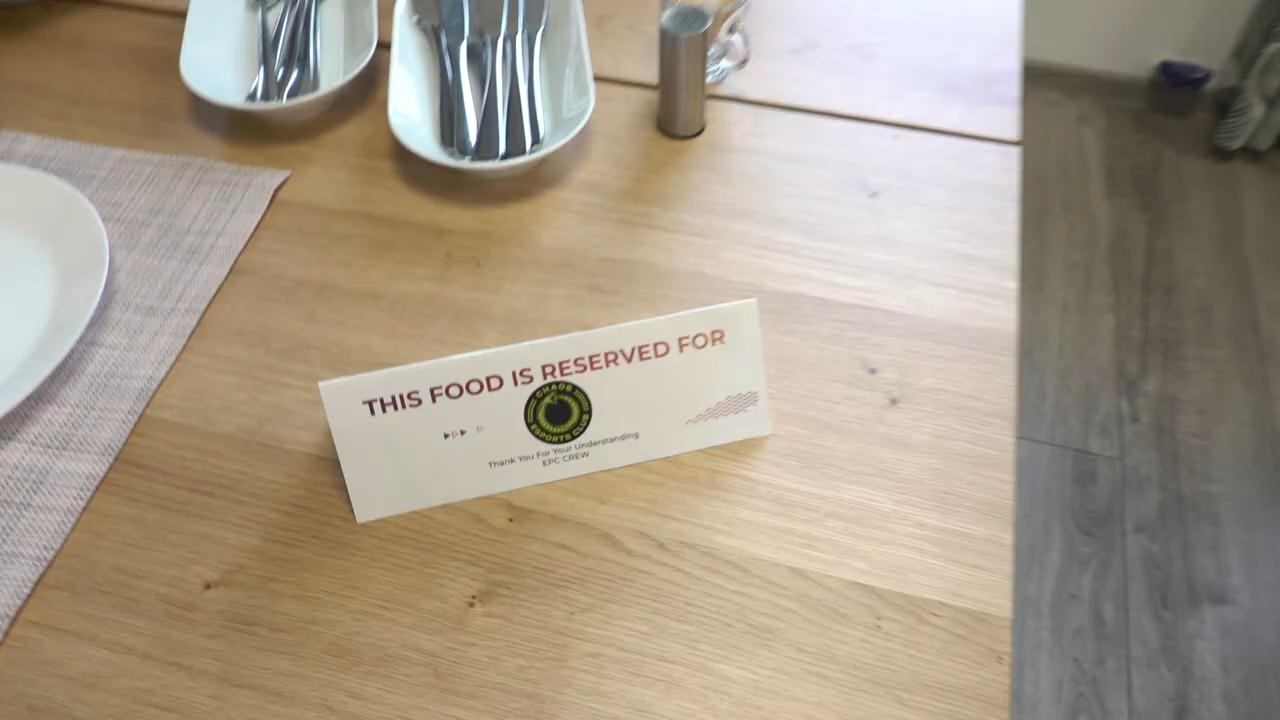 THIS FOOD IS RESERVED FOR
CHAOS
ESPORTS CLUB
Thank You For Your Understanding
EPC CREW